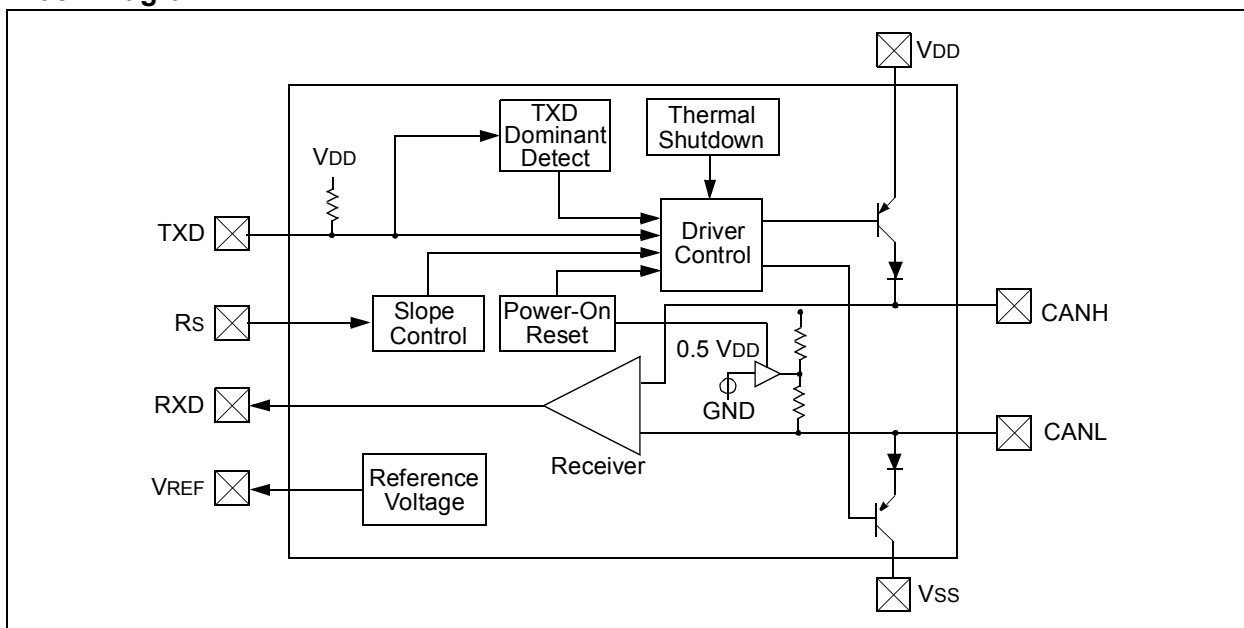 VDD
TXD
Dominant
Detect
Thermal
Shutdown
VDD
TXD
Driver
Control
RS
Slope
Control
Power-On
Reset
CANH
0.5 VDD
RXD
GND
CANL
Receiver
VREF
Reference
Voltage
VSS